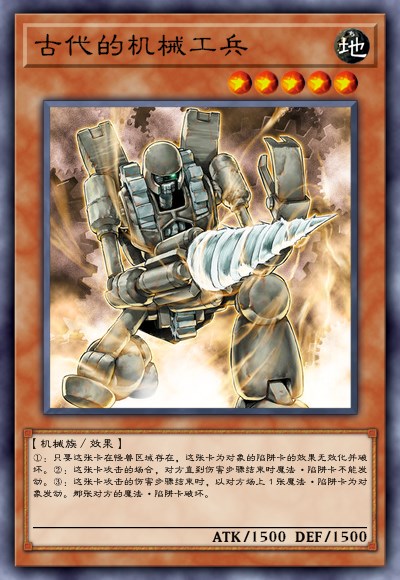 古代的机械工兵
地
【机械族／效果】
①：只要这张卡在怪兽区域存在，这张卡为对象的陷阱卡的效果无效化并破
坏。②：这张卡攻击的场合，对方直到伤害步骤结束时魔法·陷阱卡不能发
动。③：这张卡攻击的伤害步骤结束时，以对方场上1张魔法·陷阱卡为对
象发动。那张对方的魔法·陷阱卡破坏。
ATK/1500 DEF/1500